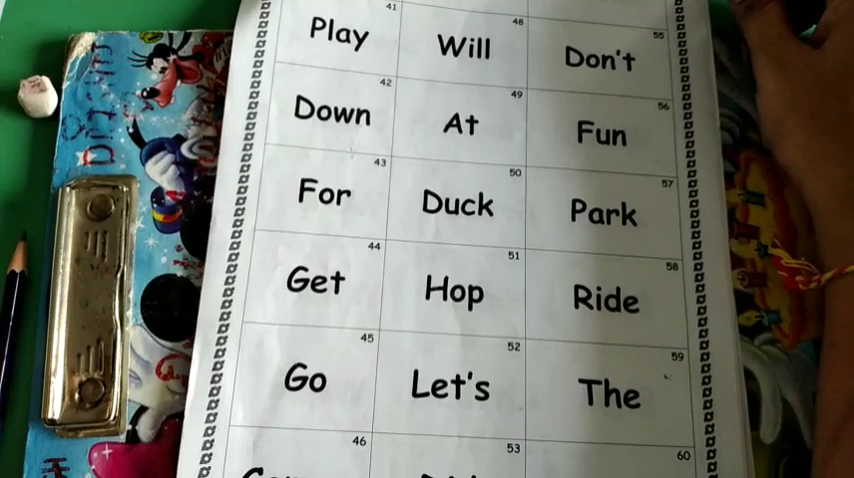 41 48 55
Play Will Don't
42 49 56
Down At Fun
43 50 57
For Duck Park
44 51 58
Get Hop Ride
45 52 59
Go Let's The
46 53 60